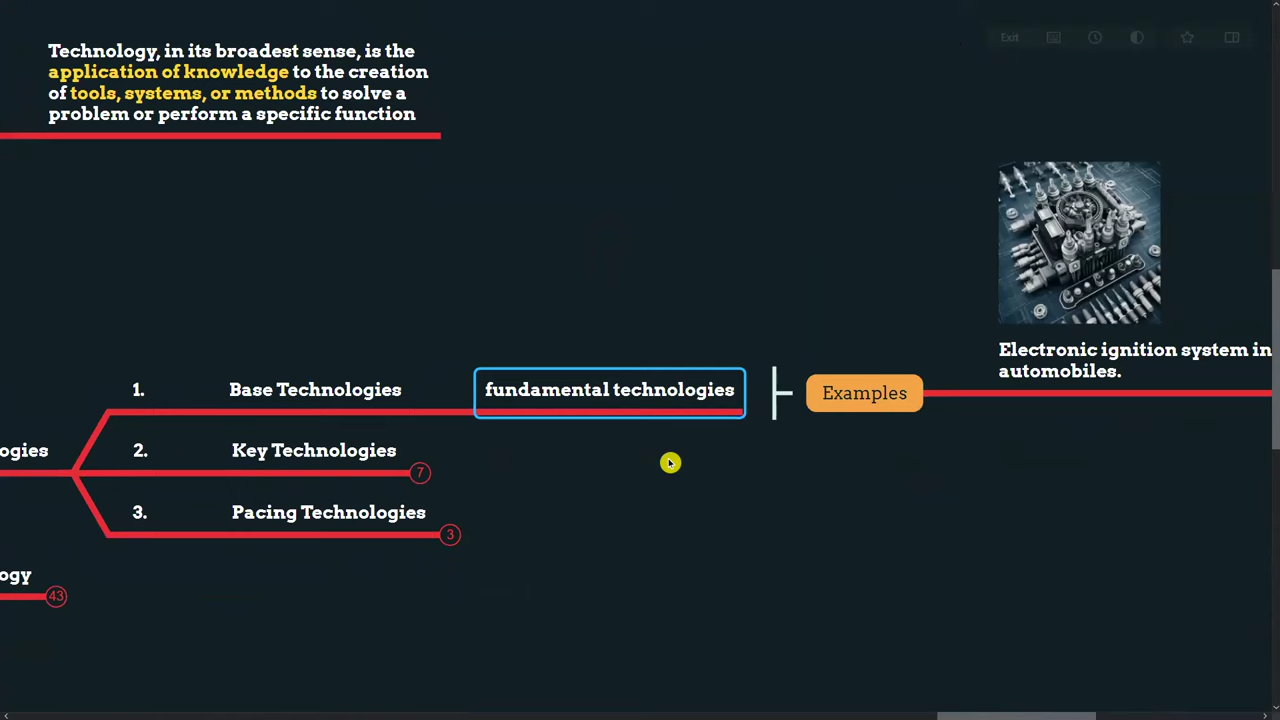 Technology, in its broadest sense, is the
application of knowledge to the creation
of tools, systems, or methods to solve a
problem or perform a specific function
Exit
Electronic ignition system in
automobiles.
1. Base Technologies
fundamental technologies
Examples
ogies
2. Key Technologies
7
3. Pacing Technologies
3
ogy
43